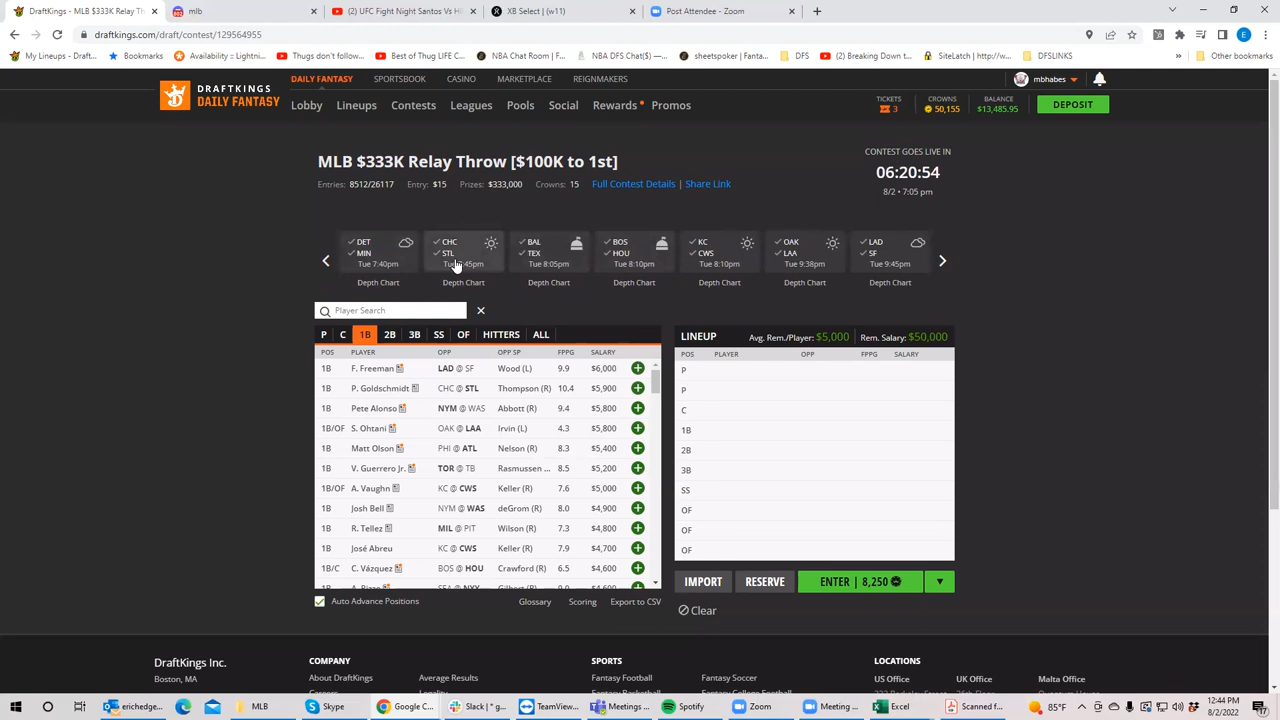 DraftKings - MLB $333K Relay Thro
mlb
(2) UFC Fight Night Santos Vs Hi
XB Select | (w11)
Post Attendee - Zoom
draftkings.com/draft/contest/129564955
My Lineups - Draft...
Bookmarks
Availability :: Lightni...
Thugs don't follow...
Best of Thug LIFE C...
NBA Chat Room | F...
NBA DFS Chat($) —...
sheetspoker | Fanta...
DFS
(2) Breaking Down t...
SiteLatch | http://w...
DFSLINKS
Other bookmarks
DAILY FANTASY
SPORTSBOOK
CASINO
MARKETPLACE
REIGNMAKERS
mbhabes
DRAFTKINGS
DAILY FANTASY
Lobby
Lineups
Contests
Leagues
Pools
Social
Rewards
Promos
TICKETS
3
CROWNS
50,155
BALANCE
$13,485.95
DEPOSIT
MLB $333K Relay Throw [$100K to 1st]
Entries: 8512/26117 Entry: $15 Prizes: $333,000 Crowns: 15 Full Contest Details | Share Link
CONTEST GOES LIVE IN
06:20:54
8/2 • 7:05 pm
DET
MIN
Tue 7:40pm
Depth Chart
CHC
STL
Depth Chart
BAL
TEX
Tue 8:05pm
Depth Chart
BOS
HOU
Tue 8:10pm
Depth Chart
KC
CWS
Tue 8:10pm
Depth Chart
OAK
LAA
Tue 9:38pm
Depth Chart
LAD
SF
Tue 9:45pm
Depth Chart
Player Search
P C 1B 2B 3B SS OF HITTERS ALL
POS PLAYER OPP OPP SP FPPG SALARY
1B F. Freeman LAD @ SF Wood (L) 9.9 $6,000
1B P. Goldschmidt CHC @ STL Thompson (R) 10.4 $5,900
1B Pete Alonso NYM @ WAS Abbott (R) 9.4 $5,800
1B/OF S. Ohtani OAK @ LAA Irvin (L) 4.3 $5,800
1B Matt Olson PHI @ ATL Nelson (R) 8.3 $5,400
1B V. Guerrero Jr. TOR @ TB Rasmussen ... 8.5 $5,200
1B/OF A. Vaughn KC @ CWS Keller (R) 7.6 $5,000
1B Josh Bell NYM @ WAS deGrom (R) 8.0 $4,900
1B R. Tellez MIL @ PIT Wilson (R) 7.3 $4,800
1B José Abreu KC @ CWS Keller (R) 7.9 $4,700
1B/C C. Vázquez BOS @ HOU Crawford (R) 6.5 $4,600
LINEUP Avg. Rem./Player: $5,000 Rem. Salary: $50,000
POS PLAYER OPP FPPG SALARY
P
P
C
1B
2B
3B
SS
OF
OF
OF
IMPORT
RESERVE
ENTER | 8,250
Clear
Auto Advance Positions
Glossary
Scoring
Export to CSV
DraftKings Inc.
Boston, MA
COMPANY
About DraftKings
Average Results
SPORTS
Fantasy Football
Fantasy Soccer
LOCATIONS
US Office
UK Office
Malta Office
erichedge...
MLB
Skype
Google C...
Slack | * g...
TeamView...
Meetings ...
Spotify
Zoom
Meeting ...
Excel
Scanned f...
85°F
12:44 PM
8/2/2022